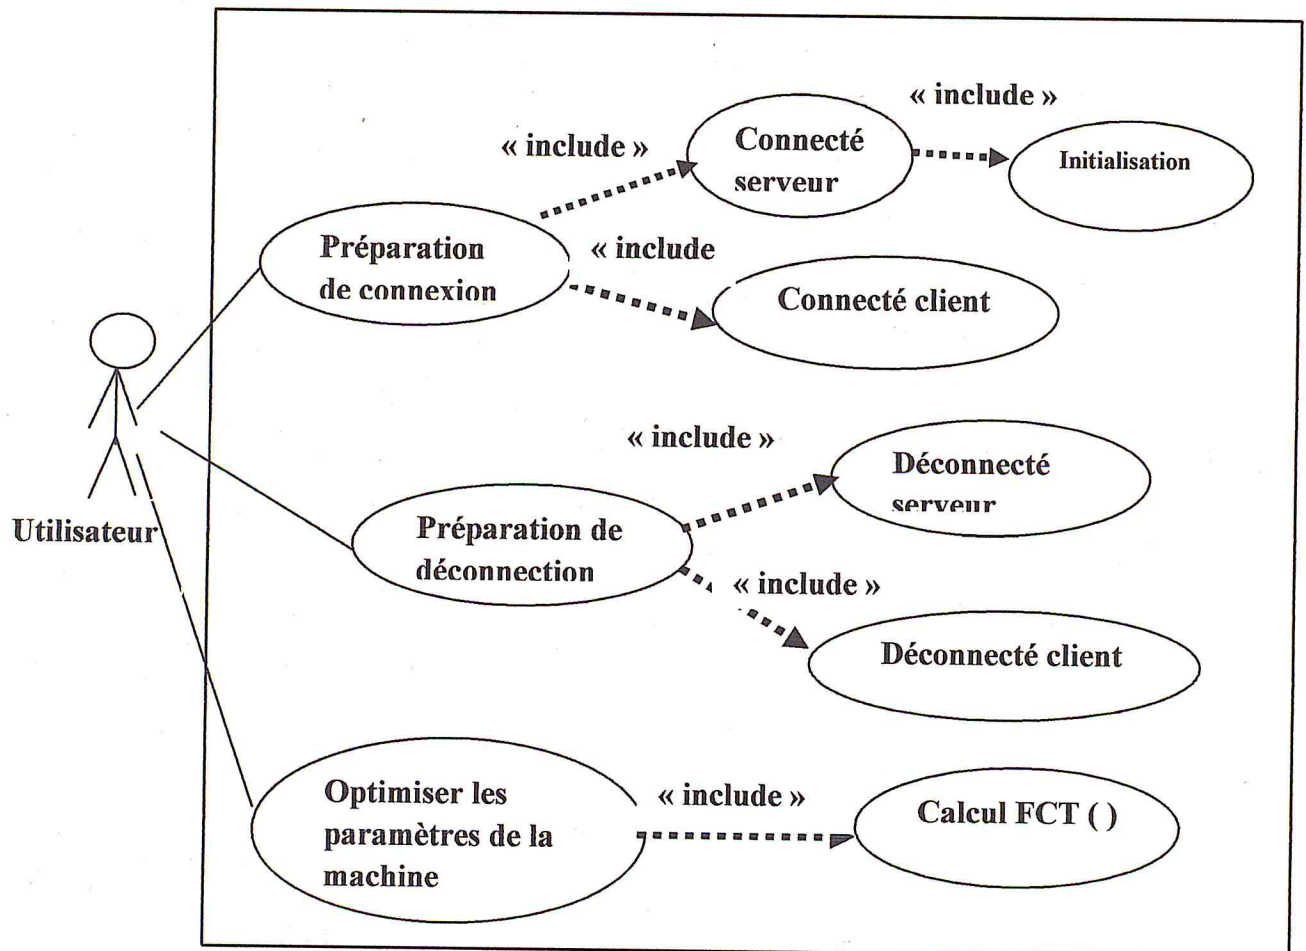 « include »
« include »
Connecté
serveur
Initialisation
Préparation
de connexion
« include
Connecté client
« include »
Déconnecté
serveur
Utilisateur
Préparation de
déconnection
« include »
Déconnecté client
Optimiser les
paramètres de la
machine
« include »
Calcul FCT ( )